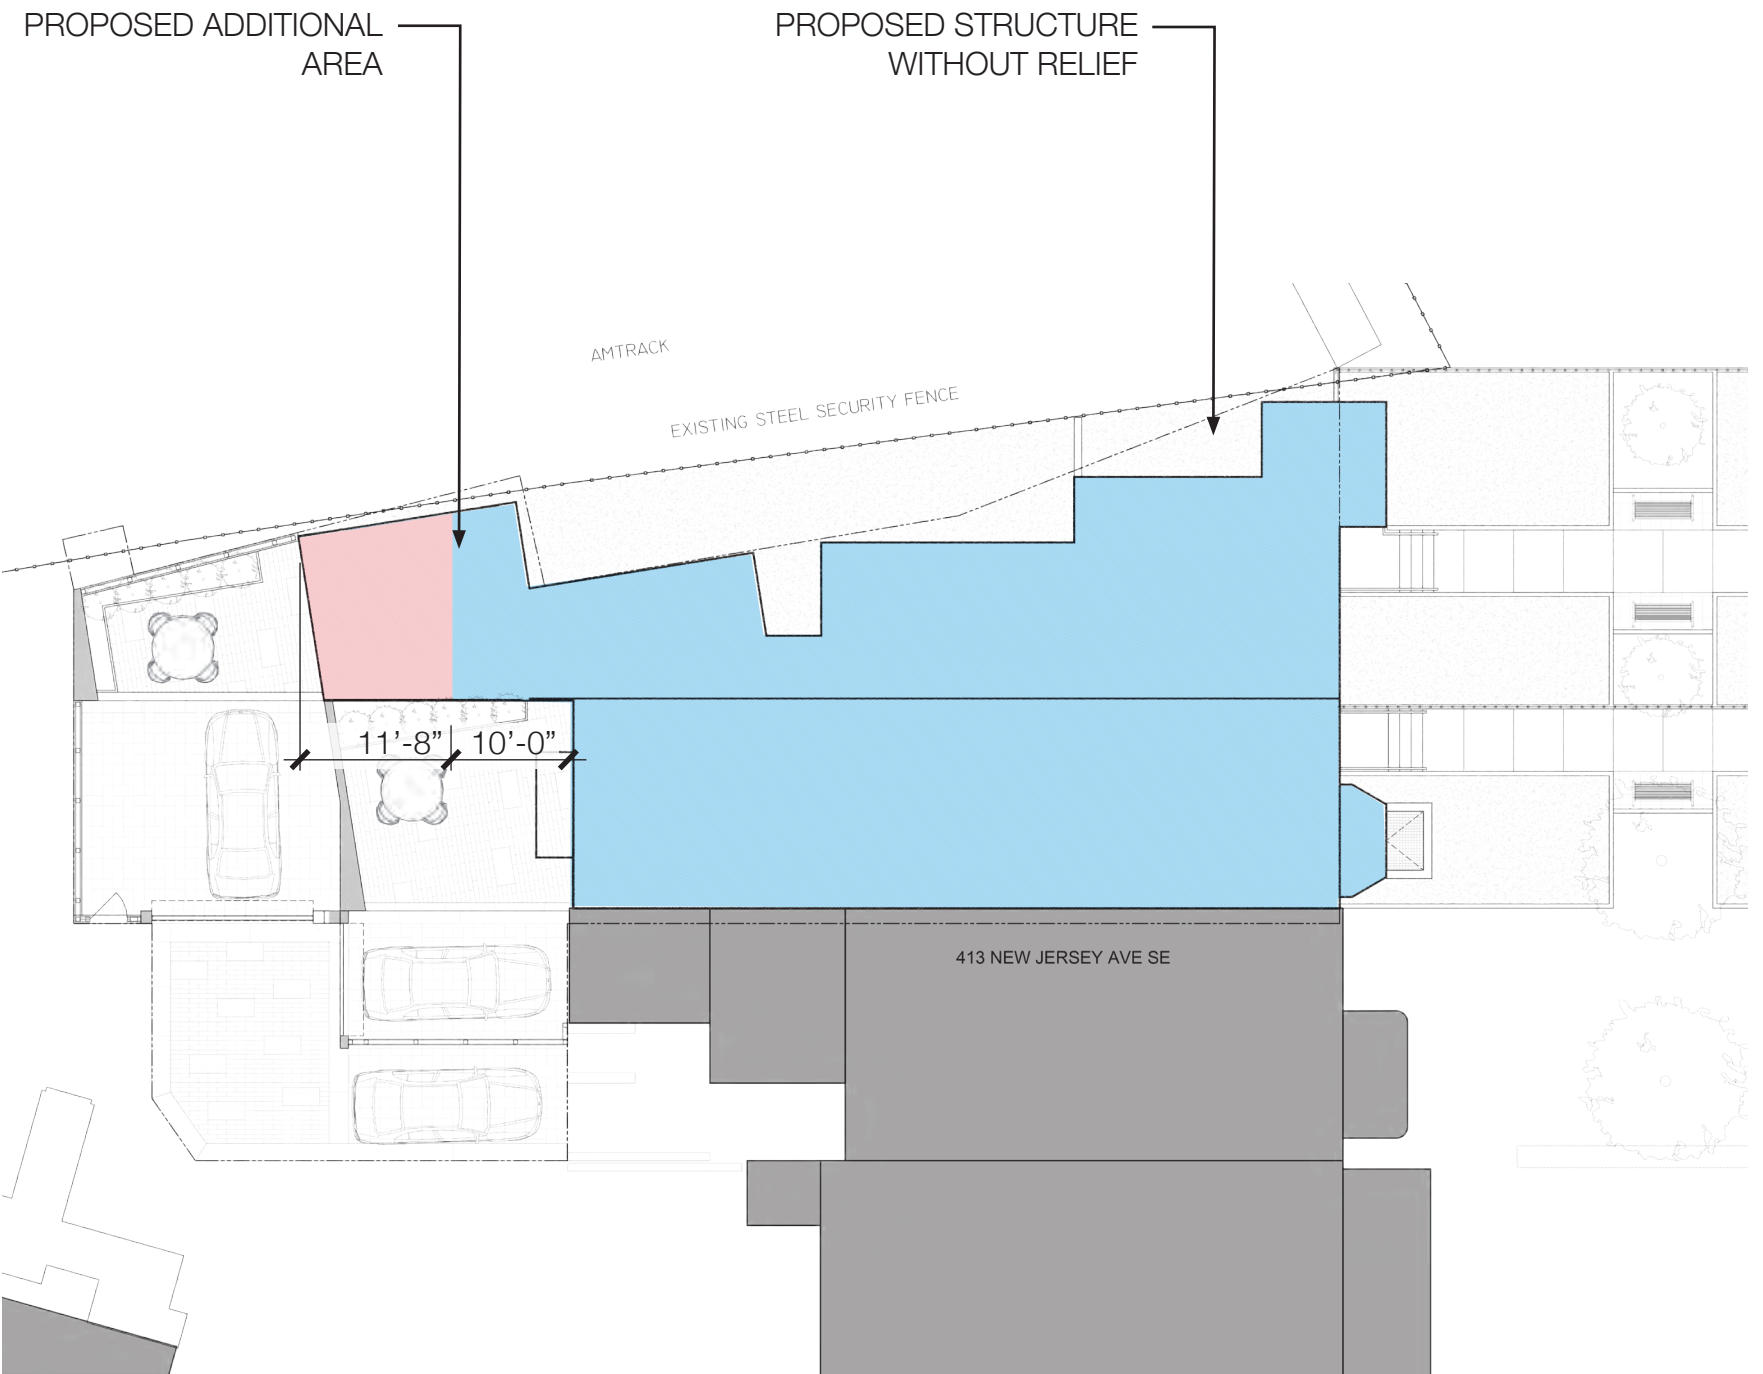 PROPOSED ADDITIONAL
AREA
PROPOSED STRUCTURE
WITHOUT RELIEF
AMTRACK
EXISTING STEEL SECURITY FENCE
11’-8”
10’-0”
413 NEW JERSEY AVE SE